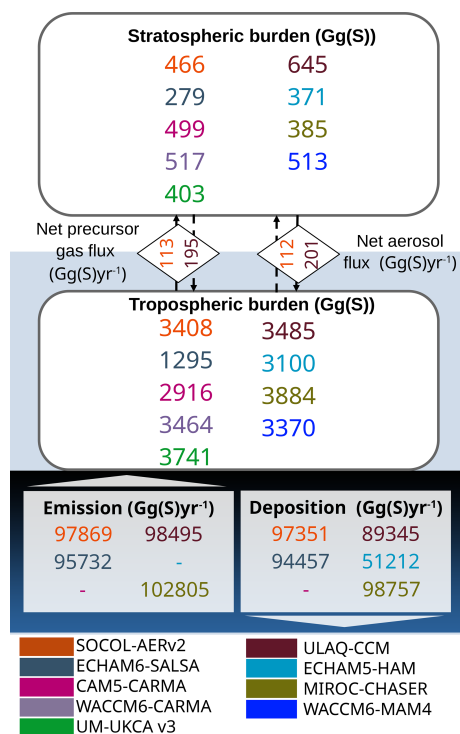 Stratospheric burden (Gg(S))
466 645
279 371
499 385
517 513
403
Net precursor
gas flux
(Gg(S)yr-1)
113
195
112
201
Net aerosol
flux (Gg(S)yr-1)
Tropospheric burden (Gg(S))
3408 3485
1295 3100
2916 3884
3464 3370
3741
Emission (Gg(S)yr-1)
97869 98495
95732 -
- 102805
Deposition (Gg(S)yr-1)
97351 89345
94457 51212
- 98757
SOCOL-AERv2
ECHAM6-SALSA
CAM5-CARMA
WACCM6-CARMA
UM-UKCA v3
ULAQ-CCM
ECHAM5-HAM
MIROC-CHASER
WACCM6-MAM4